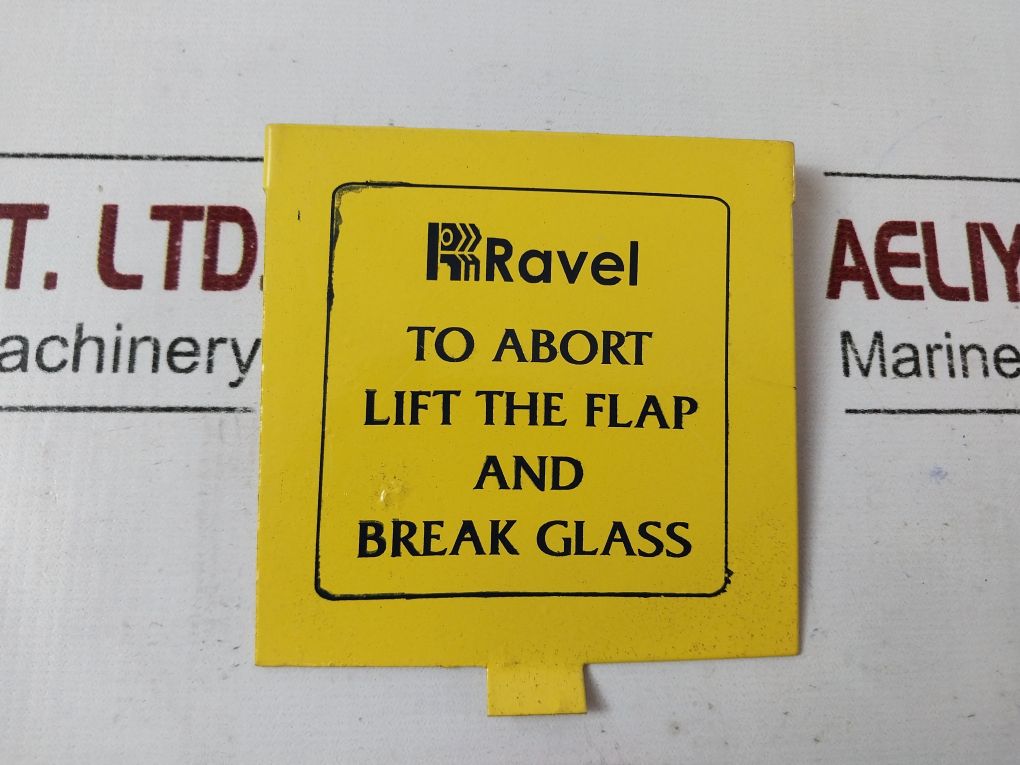 T. LTD.
achinery
Ravel
TO ABORT
LIFT THE FLAP
AND
BREAK GLASS
AELIY
Marine